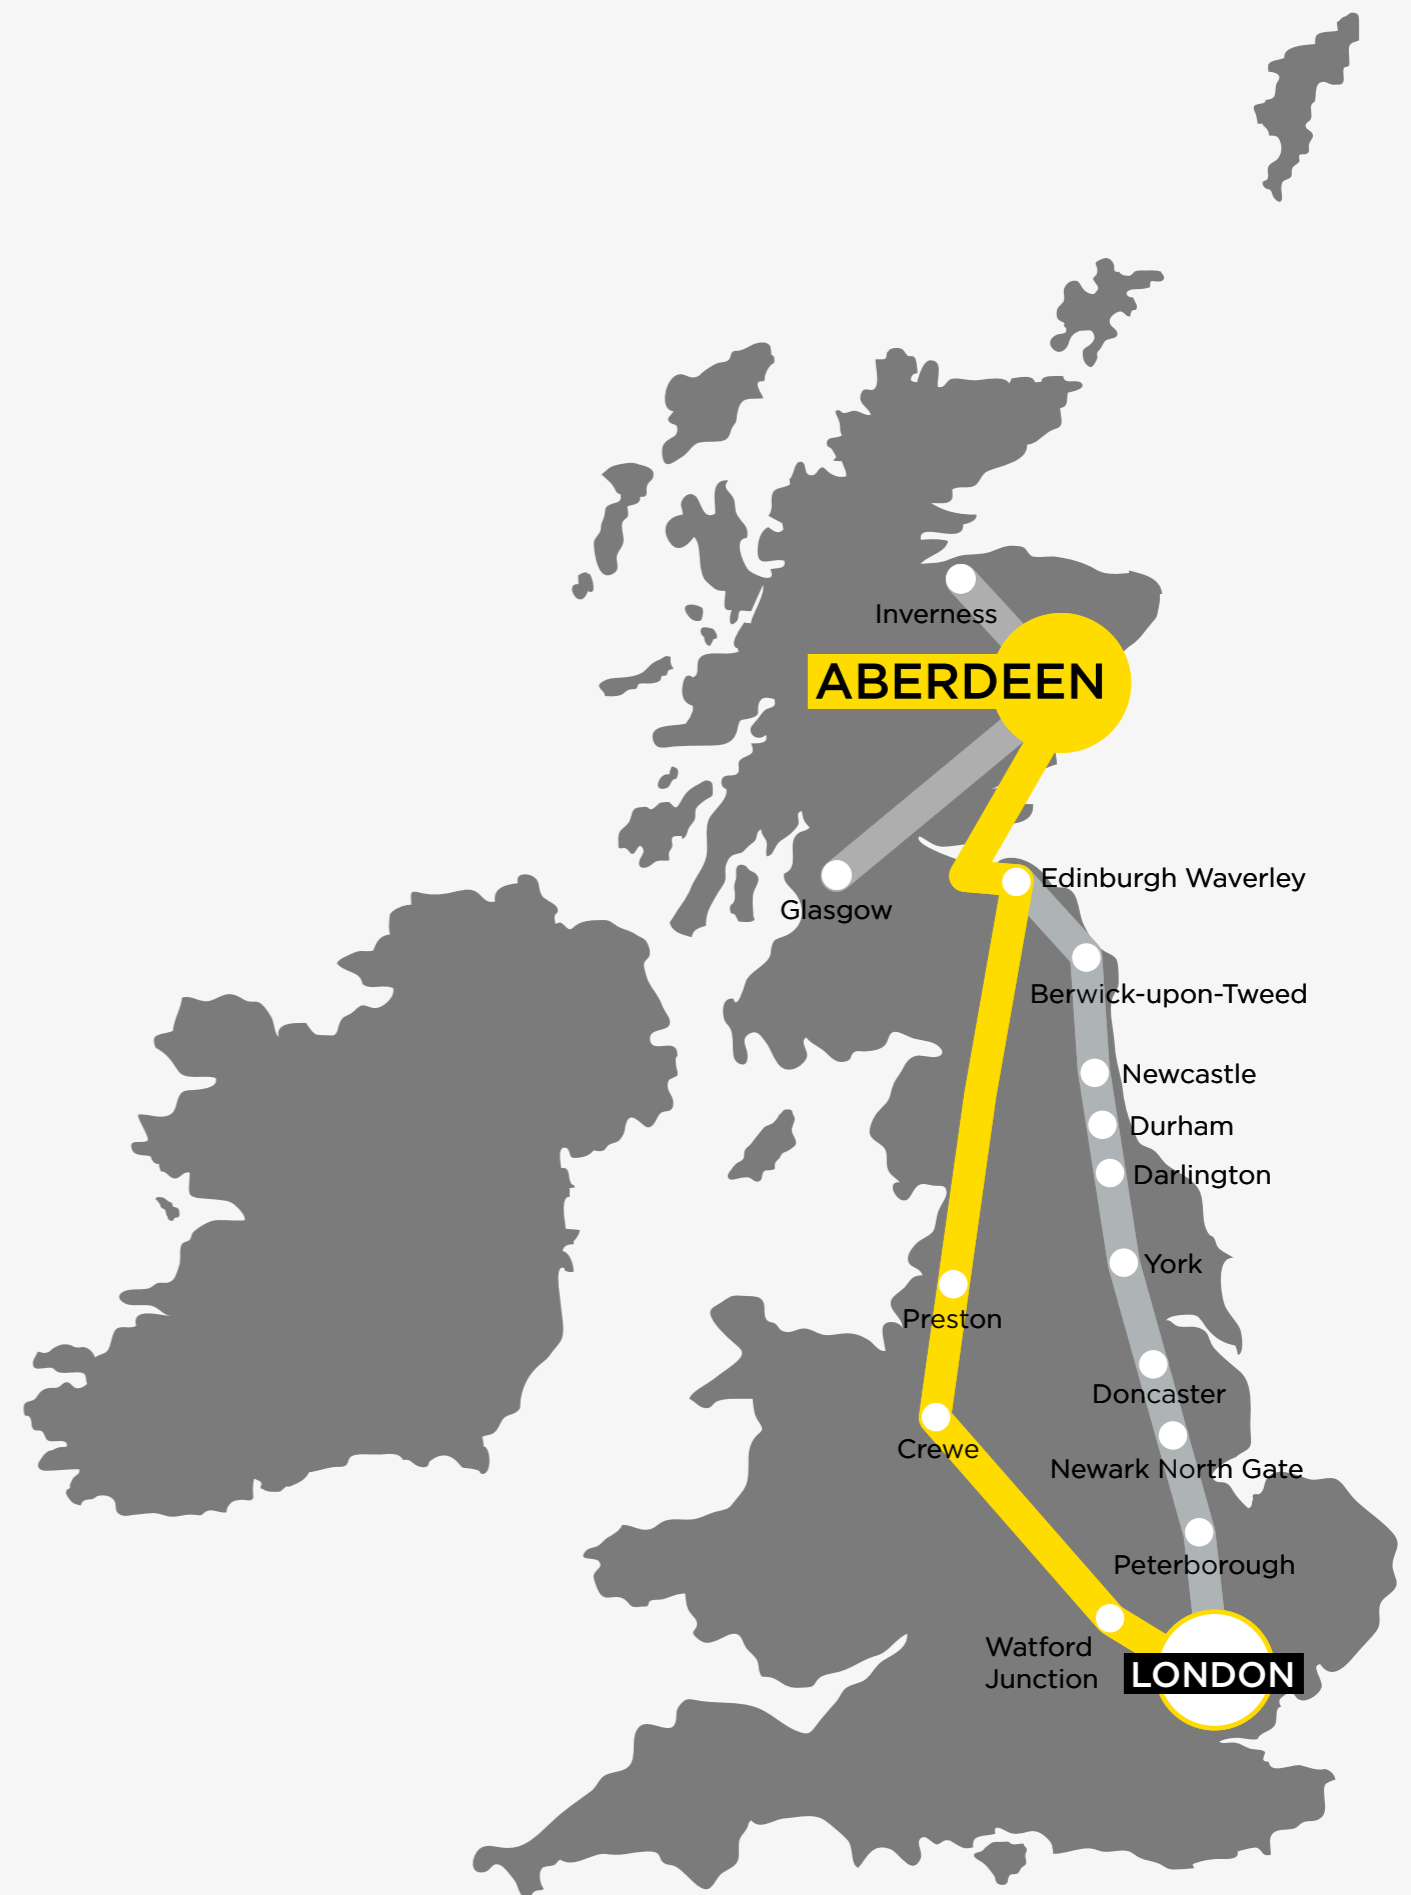 Inverness
ABERDEEN
Edinburgh Waverley
Glasgow
Berwick-upon-Tweed
Newcastle
Durham
Darlington
York
Preston
Doncaster
Crewe
Newark North Gate
Peterborough
Watford
Junction
LONDON